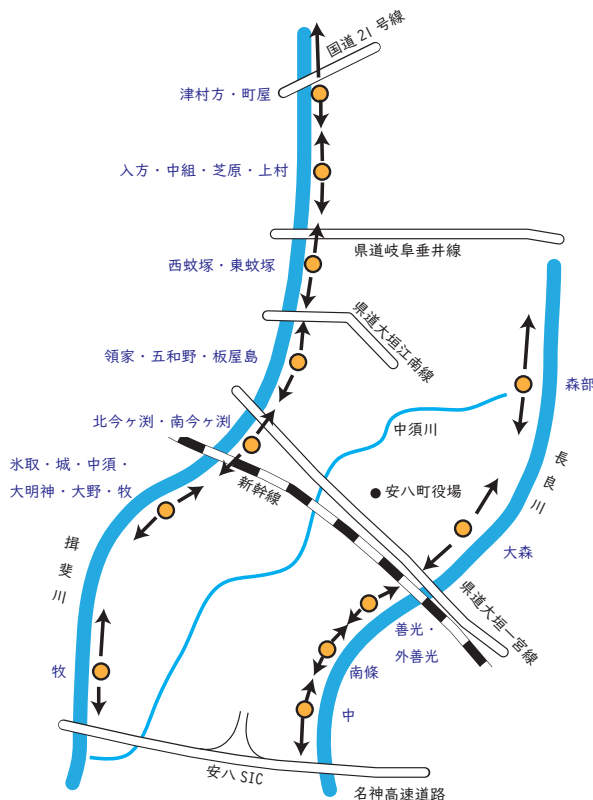 国道21号線
津村方・町屋
入方・中組・芝原・上村
県道岐阜垂井線
西蚊塚・東蚊塚
県道大垣江南線
領家・五和野・板屋島
森部
北今ヶ渕・南今ヶ渕
中須川
氷取・城・中須・
大明神・大野・牧
新幹線
安八町役場
長良川
揖斐川
大森
県道大垣一宮線
善光・
外善光
南條
牧
中
安八 SIC
名神高速道路